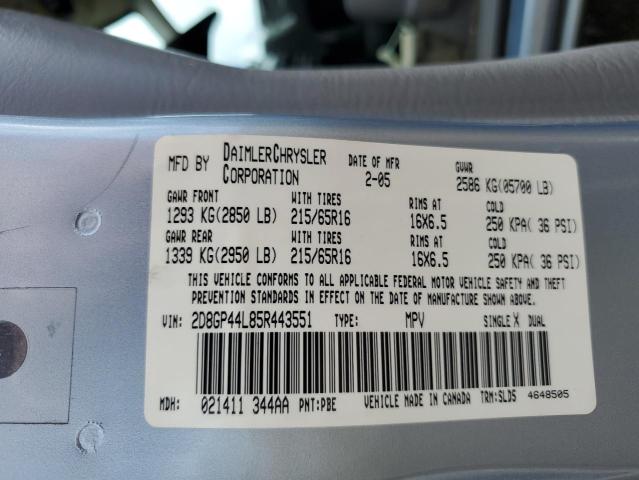 MFD BY DAIMLERCHRYSLER CORPORATION DATE OF MFR 2-05 GVWR 2586 KG(05700 LB)
GAWR FRONT WITH TIRES RIMS AT COLD
1293 KG(2850 LB) 215/65R16 16X6.5 250 KPA( 36 PSI)
GAWR REAR WITH TIRES RIMS AT COLD
1339 KG(2950 LB) 215/65R16 16X6.5 250 KPA( 36 PSI)
THIS VEHICLE CONFORMS TO ALL APPLICABLE FEDERAL MOTOR VEHICLE SAFETY AND THEFT
PREVENTION STANDARDS IN EFFECT ON THE DATE OF MANUFACTURE SHOWN ABOVE.
VIN: 2D8GP44L85R443551 TYPE: MPV SINGLE X DUAL
MDH: 021411 344AA PNT:PBE VEHICLE MADE IN CANADA TRM:SLD5 4648505